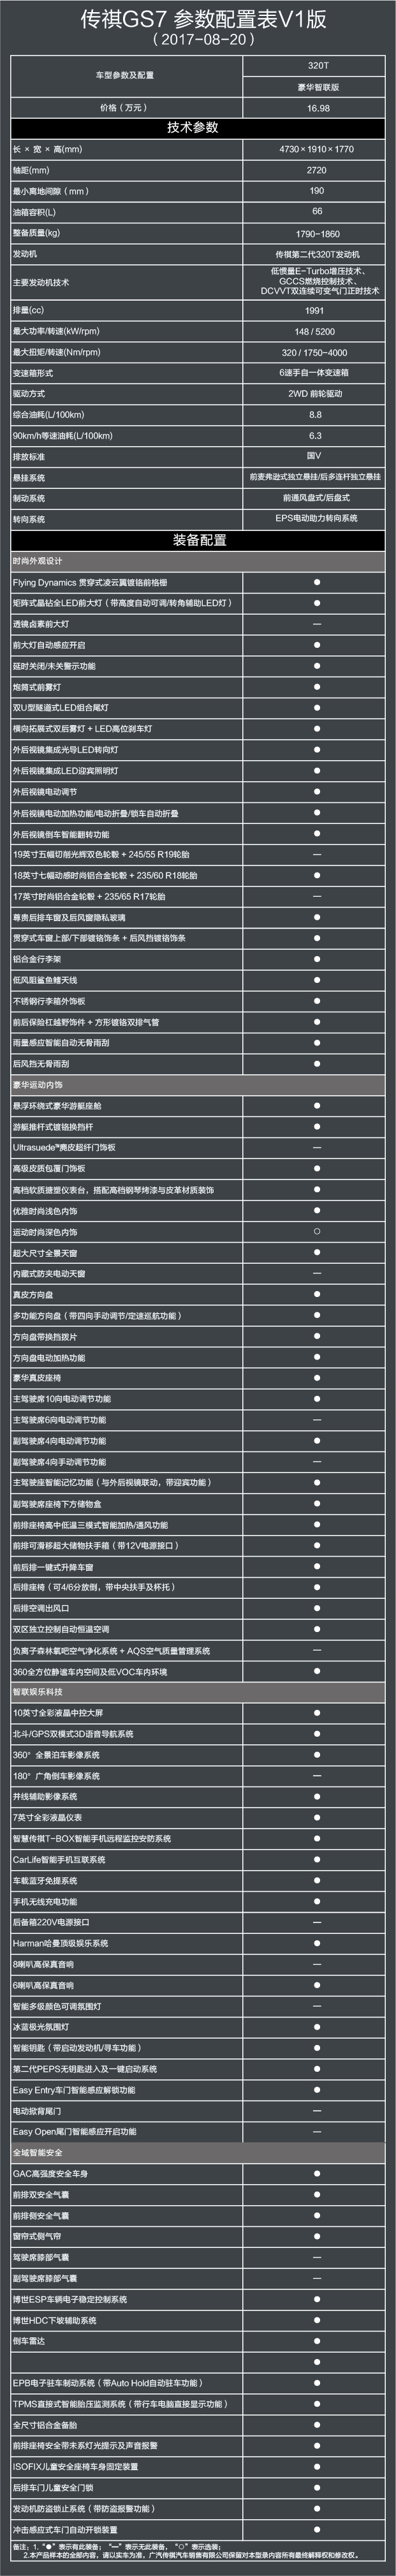 传祺GS7 参数配置表V1版
（2017-08-20）
车型参数及配置
320T
豪华智联版
价格（万元） 16.98
技术参数
长 × 宽 × 高(mm) 4730×1910×1770
轴距(mm) 2720
最小离地间隙（mm） 190
油箱容积(L) 66
整备质量(kg) 1790-1860
发动机 传祺第二代320T发动机
主要发动机技术 低惯量E-Turbo增压技术、
GCCS燃烧控制技术、
DCVVT双连续可变气门正时技术
排量(cc) 1991
最大功率/转速(kW/rpm) 148 / 5200
最大扭矩/转速(Nm/rpm) 320 / 1750-4000
变速箱形式 6速手自一体变速箱
驱动方式 2WD 前轮驱动
综合油耗(L/100km) 8.8
90km/h等速油耗(L/100km) 6.3
排放标准 国V
悬挂系统 前麦弗逊式独立悬挂/后多连杆独立悬挂
制动系统 前通风盘式/后盘式
转向系统 EPS电动助力转向系统
装备配置
时尚外观设计
Flying Dynamics 贯穿式凌云翼镀铬前格栅 ●
矩阵式晶钻全LED前大灯（带高度自动可调/转角辅助LED灯） ●
透镜卤素前大灯 —
前大灯自动感应开启 ●
延时关闭/未关警示功能 ●
炮筒式前雾灯 ●
双U型隧道式LED组合尾灯 ●
横向拓展式双后雾灯 + LED高位刹车灯 ●
外后视镜集成光导LED转向灯 ●
外后视镜集成LED迎宾照明灯 ●
外后视镜电动调节 ●
外后视镜电动加热功能/电动折叠/锁车自动折叠 ●
外后视镜倒车智能翻转功能 ●
19英寸五幅切削光辉双色轮毂 + 245/55 R19轮胎 —
18英寸七幅动感时尚铝合金轮毂 + 235/60 R18轮胎 ●
17英寸时尚铝合金轮毂 + 235/65 R17轮胎 —
尊贵后排车窗及后风窗隐私玻璃 ●
贯穿式车窗上部/下部镀铬饰条 + 后风挡镀铬饰条 ●
铝合金行李架 ●
低风阻鲨鱼鳍天线 ●
不锈钢行李箱外饰板 ●
前后保险杠越野饰件 + 方形镀铬双排气管 ●
雨量感应智能自动无骨雨刮 ●
后风挡无骨雨刮 ●
豪华运动内饰
悬浮环绕式豪华游艇座舱 ●
游艇推杆式镀铬换挡杆 ●
Ultrasuede™麂皮超纤门饰板 —
高级皮质包覆门饰板 ●
高档软质搪塑仪表台，搭配高档钢琴烤漆与皮革材质装饰 ●
优雅时尚浅色内饰 ●
运动时尚深色内饰 ○
超大尺寸全景天窗 ●
内藏式防夹电动天窗 —
真皮方向盘 ●
多功能方向盘（带四向手动调节/定速巡航功能） ●
方向盘带换挡拨片 ●
方向盘电动加热功能 ●
豪华真皮座椅 ●
主驾驶席10向电动调节功能 ●
主驾驶席6向电动调节功能 —
副驾驶席4向电动调节功能 ●
副驾驶席4向手动调节功能 —
主驾驶座智能记忆功能（与外后视镜联动，带迎宾功能） ●
副驾驶席座椅下方储物盒 ●
前排座椅高中低温三模式智能加热/通风功能 ●
前排可滑移超大储物扶手箱（带12V电源接口） ●
前后排一键式升降车窗 ●
后排座椅（可4/6分放倒，带中央扶手及杯托） ●
后排空调出风口 ●
双区独立控制自动恒温空调 ●
负离子森林氧吧空气净化系统 + AQS空气质量管理系统 —
360全方位静谧车内空间及低VOC车内环境 ●
智联娱乐科技
10英寸全彩液晶中控大屏 ●
北斗/GPS双模式3D语音导航系统 ●
360°全景泊车影像系统 ●
180°广角倒车影像系统 —
并线辅助影像系统 ●
7英寸全彩液晶仪表 ●
智慧传祺T-BOX智能手机远程监控安防系统 ●
CarLife智能手机互联系统 ●
车载蓝牙免提系统 ●
手机无线充电功能 ●
后备箱220V电源接口 —
Harman哈曼顶级娱乐系统 ●
8喇叭高保真音响 —
6喇叭高保真音响 ●
智能多级颜色可调氛围灯 —
冰蓝极光氛围灯 ●
智能钥匙（带启动发动机/寻车功能） ●
第二代PEPS无钥匙进入及一键启动系统 ●
Easy Entry车门智能感应解锁功能 ●
电动掀背尾门 —
Easy Open尾门智能感应开启功能 —
全域智能安全
GAC高强度安全车身 ●
前排双安全气囊 ●
前排侧安全气囊 ●
窗帘式侧气帘 ●
驾驶席膝部气囊 —
副驾驶席膝部气囊 —
博世ESP车辆电子稳定控制系统 ●
博世HDC下坡辅助系统 ●
倒车雷达 ●
●
EPB电子驻车制动系统（带Auto Hold自动驻车功能） ●
TPMS直接式智能胎压监测系统（带行车电脑直接显示功能） ●
全尺寸铝合金备胎 ●
前排座椅安全带未系灯光提示及声音报警 ●
ISOFIX儿童安全座椅车身固定装置 ●
后排车门儿童安全门锁 ●
发动机防盗锁止系统（带防盗报警功能） ●
冲击感应式车门自动开锁装置 ●
备注：1.“●”表示有此装备；“—”表示无此装备，“○”表示选装；
2.本产品样本的全部内容，请以实车为准，广汽传祺汽车销售有限公司保留对本型录内容所有最终解释权和修改权。